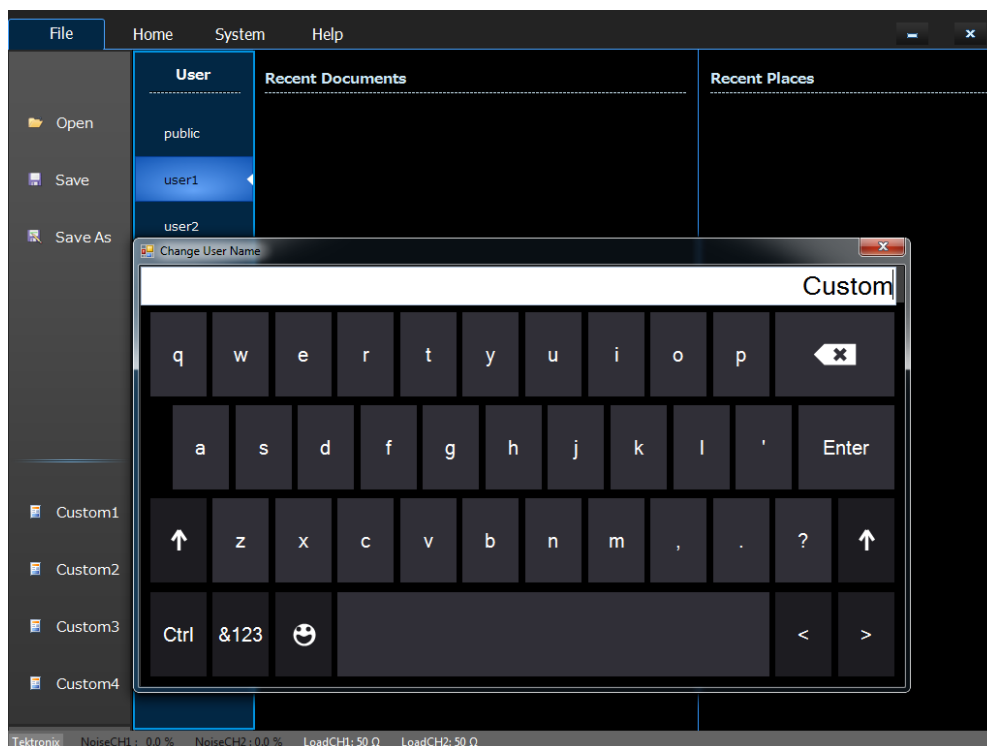 File Home System Help
User Recent Documents Recent Places
Open
public
Save
user1
Save As
user2
Change User Name
Custom
q w e r t y u i o p
a s d f g h j k l ' Enter
Custom1
z x c v b n m , . ?
Custom2
Custom3
Ctrl &123 < >
Custom4
Tektronix NoiseCH1 : 0.0 % NoiseCH2 : 0.0 % LoadCH1: 50 Ω LoadCH2: 50 Ω